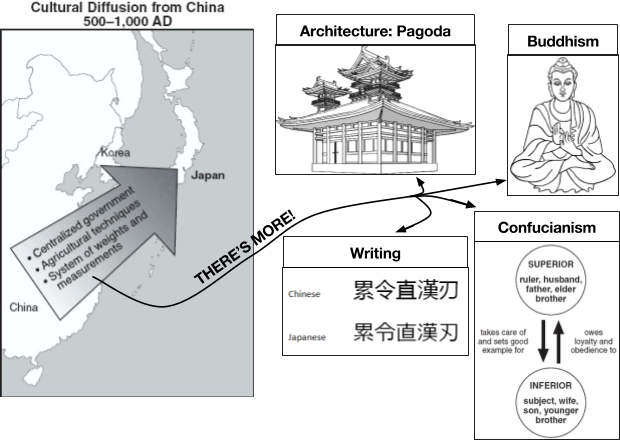 Cultural Diffusion from China
500–1,000 AD
Korea
Japan
• Centralized government
• Agricultural techniques
• System of weights and
measurements
China
THERE'S MORE!
Architecture: Pagoda
Buddhism
Writing
Chinese
累令直漢刃
Japanese
累令直漢刃
Confucianism
SUPERIOR
ruler, husband,
father, elder
brother
takes care of
and sets good
example for
owes
loyalty and
obedience to
INFERIOR
subject, wife,
son, younger
brother